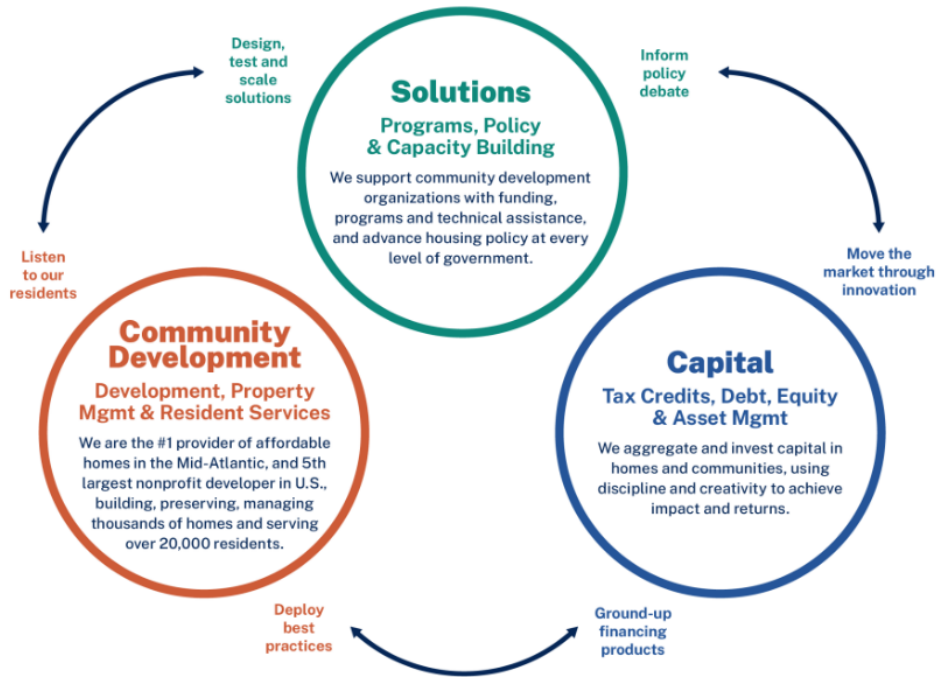 Design,
test and
scale
solutions
Inform
policy
debate
Solutions
Programs, Policy
& Capacity Building
We support community development
organizations with funding,
programs and technical assistance,
and advance housing policy at every
level of government.
Listen
to our
residents
Move the
market through
innovation
Community
Development
Development, Property
Mgmt & Resident Services
We are the #1 provider of affordable
homes in the Mid-Atlantic, and 5th
largest nonprofit developer in U.S.,
building, preserving, managing
thousands of homes and serving
over 20,000 residents.
Capital
Tax Credits, Debt, Equity
& Asset Mgmt
We aggregate and invest capital in
homes and communities, using
discipline and creativity to achieve
impact and returns.
Deploy
best
practices
Ground-up
financing
products